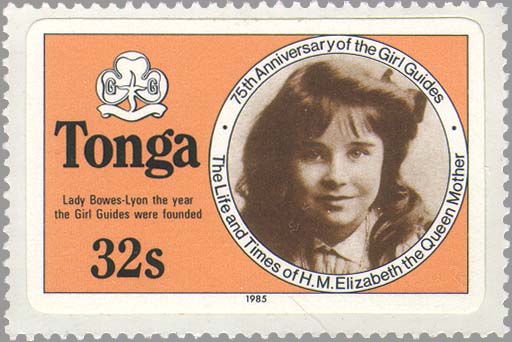 G G
Tonga
Lady Bowes-Lyon the year
the Girl Guides were founded
32s
• 75th Anniversary of the Girl Guides •
The Life and Times of H.M. Elizabeth the Queen Mother
1985